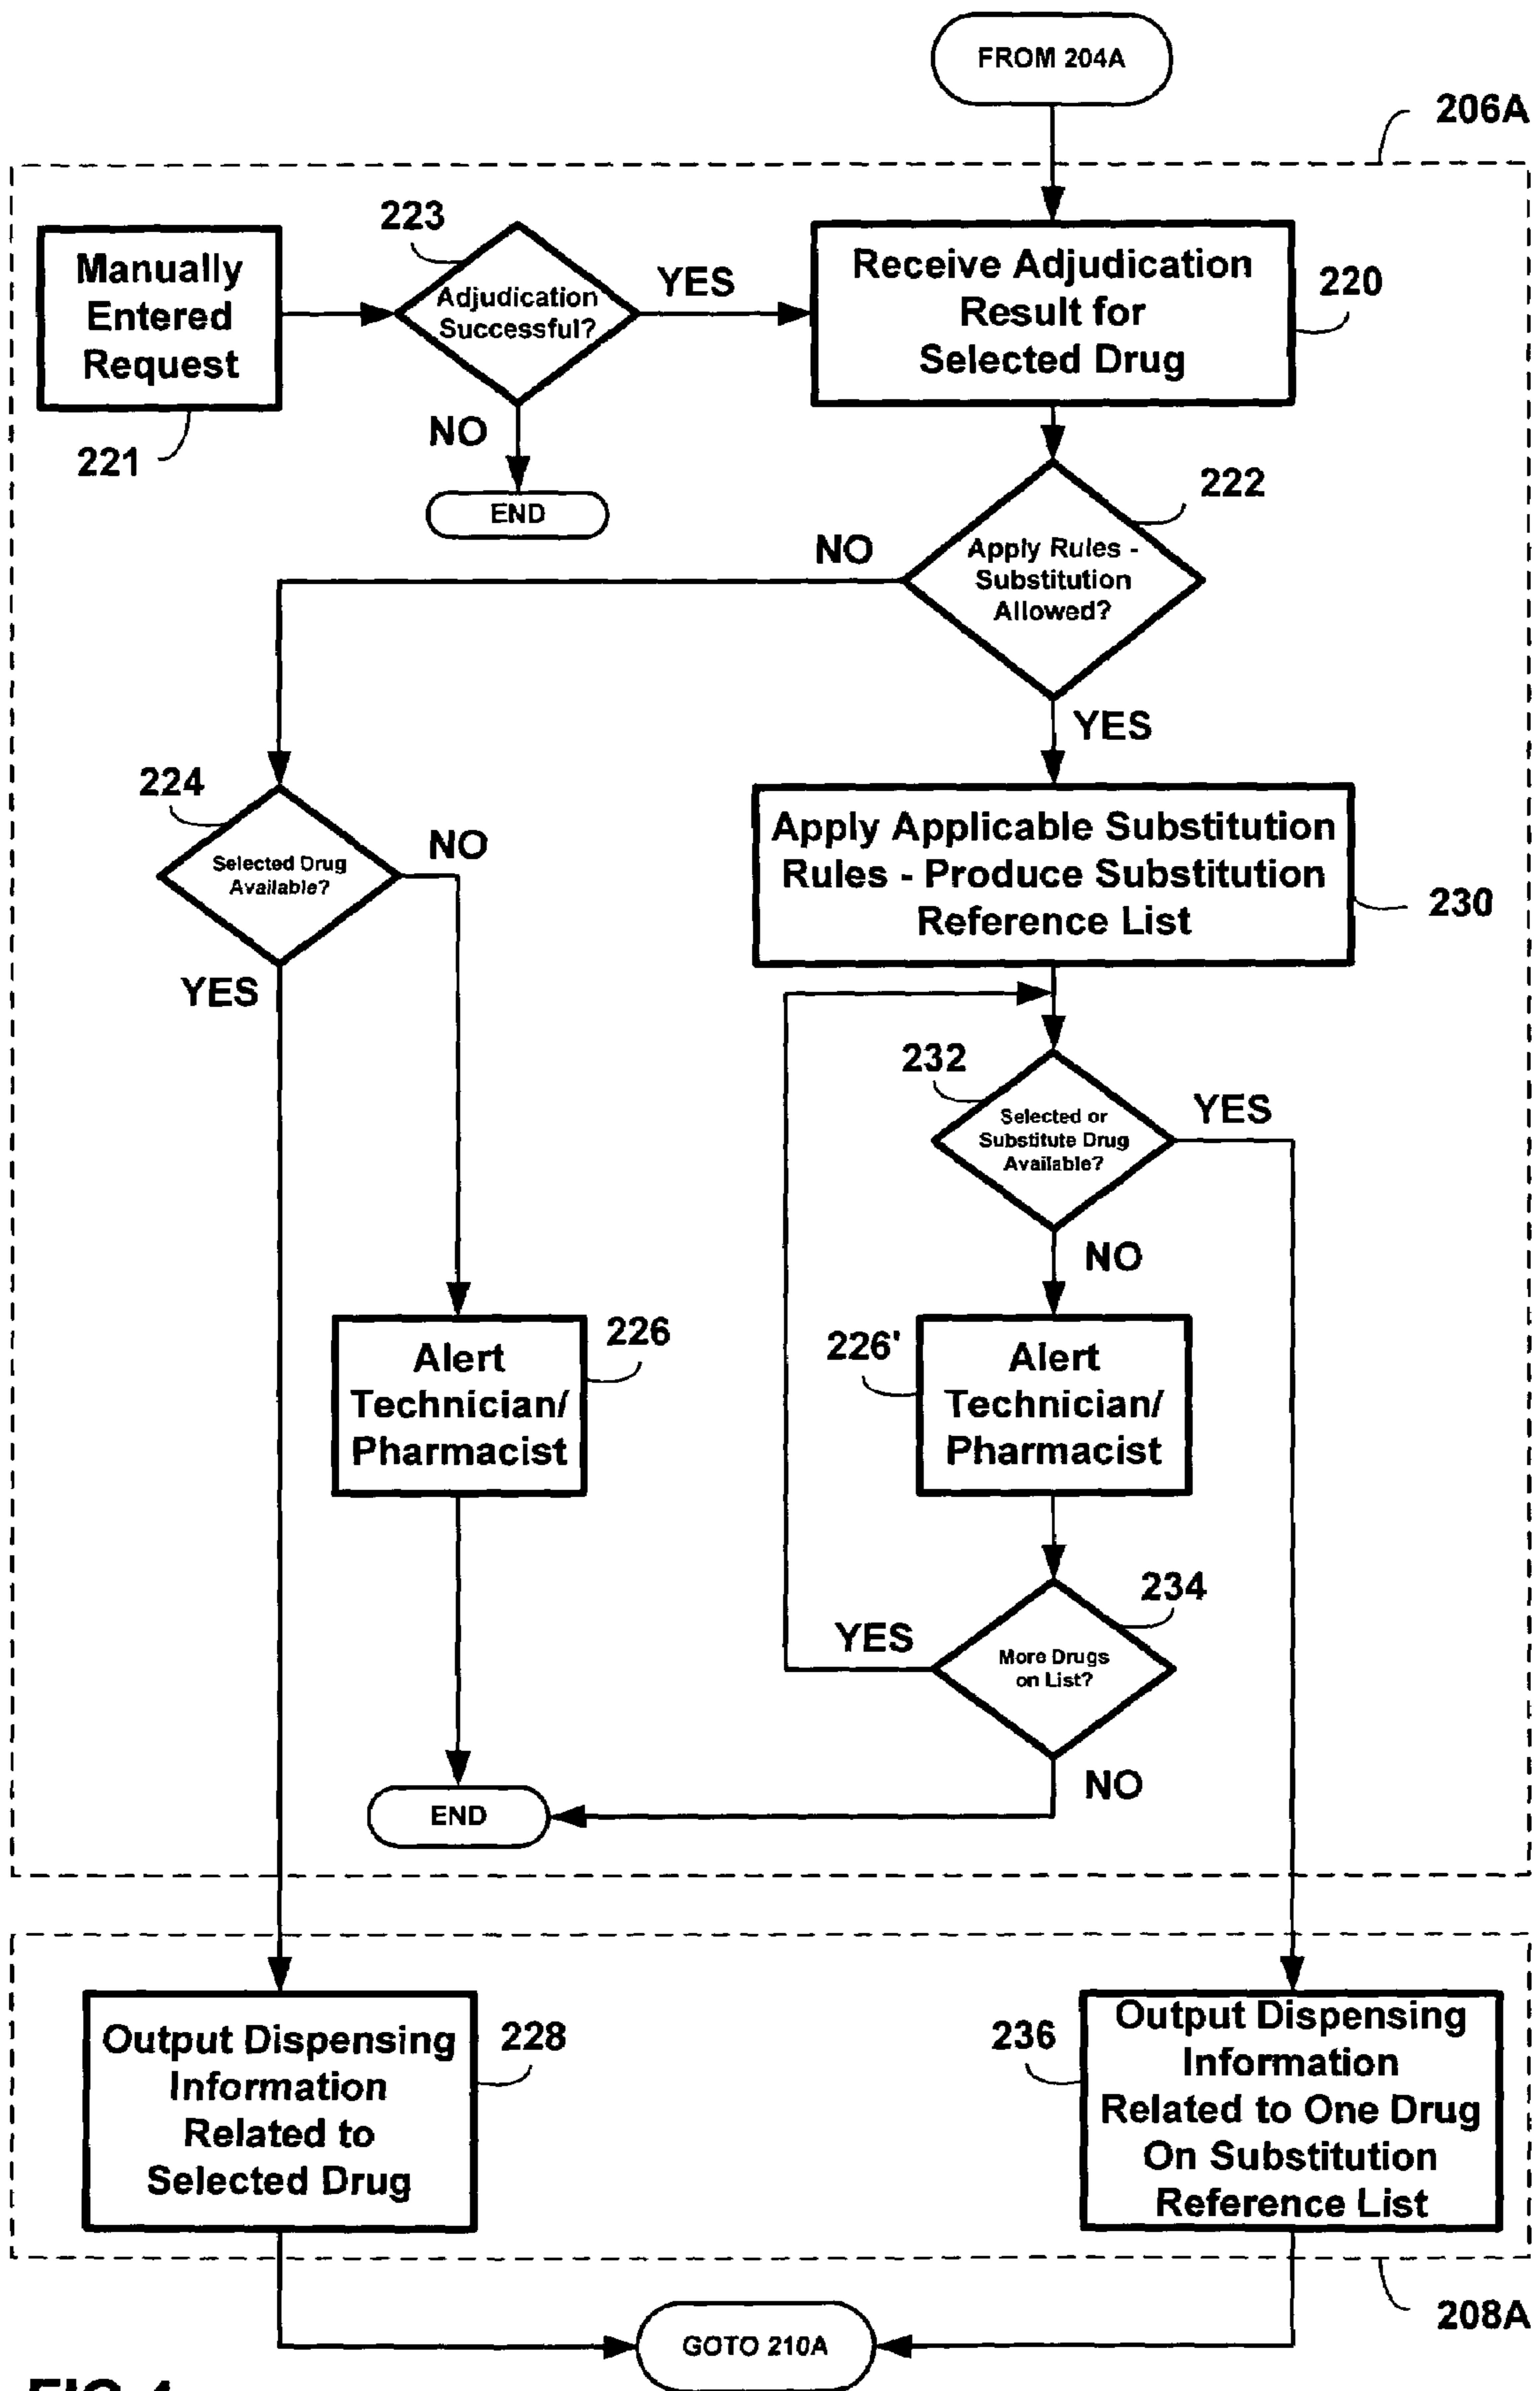 FROM 204A
206A
223
Manually
Entered
Request
Adjudication
Successful?
YES
Receive Adjudication
Result for
Selected Drug
220
221
NO
END
222
NO
Apply Rules -
Substitution
Allowed?
YES
224
Selected Drug
Available?
NO
YES
Apply Applicable Substitution
Rules - Produce Substitution
Reference List
230
232
Selected or
Substitute Drug
Available?
YES
NO
Alert
Technician/
Pharmacist
226
226'
Alert
Technician/
Pharmacist
234
YES
More Drugs
on List?
NO
END
Output Dispensing
Information
Related to
Selected Drug
228
236
Output Dispensing
Information
Related to One Drug
On Substitution
Reference List
208A
GOTO 210A